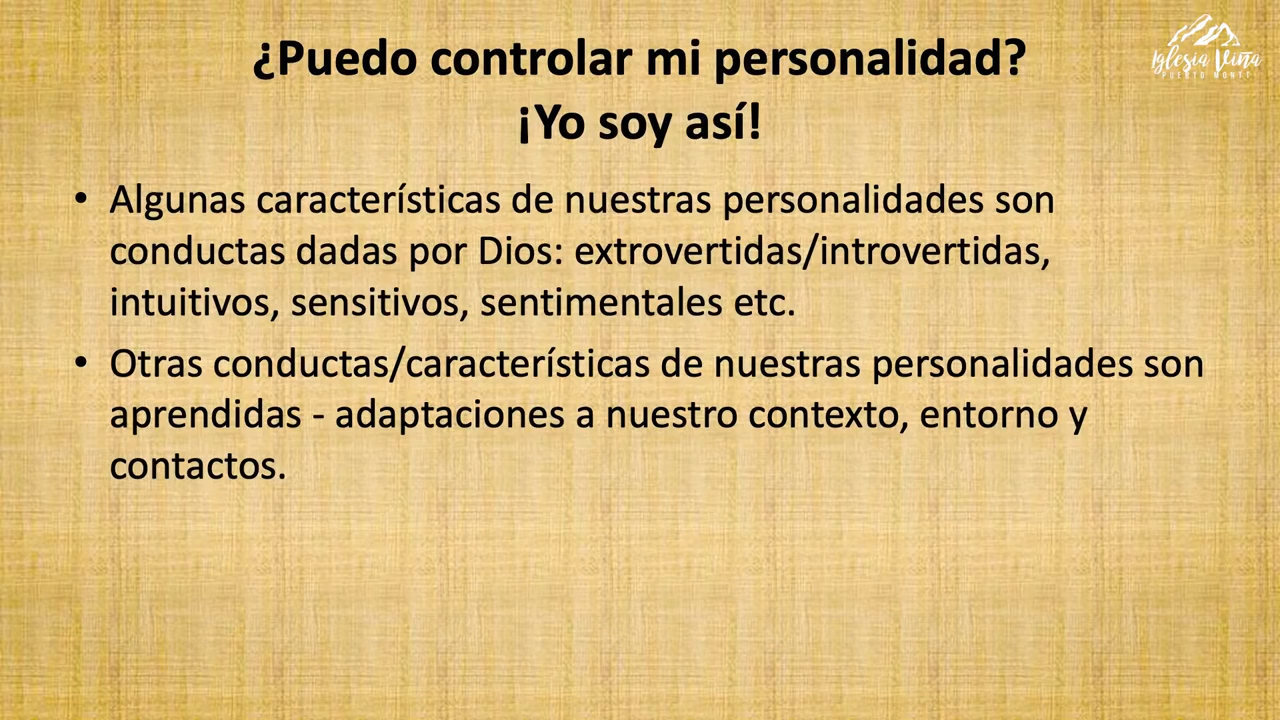 ¿Puedo controlar mi personalidad?
¡Yo soy así!
Iglesia Viña
PUERTO MONTT
• Algunas características de nuestras personalidades son
conductas dadas por Dios: extrovertidas/introvertidas,
intuitivos, sensitivos, sentimentales etc.
• Otras conductas/características de nuestras personalidades son
aprendidas - adaptaciones a nuestro contexto, entorno y
contactos.